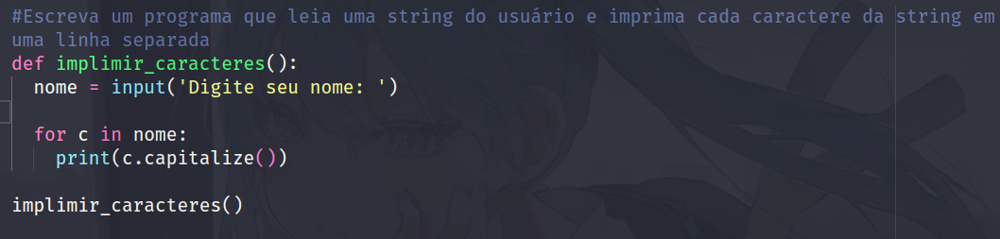 #Escreva um programa que leia uma string do usuário e imprima cada caractere da string em
uma linha separada
def implimir_caracteres():
  nome = input('Digite seu nome: ')

  for c in nome:
    print(c.capitalize())

implimir_caracteres()